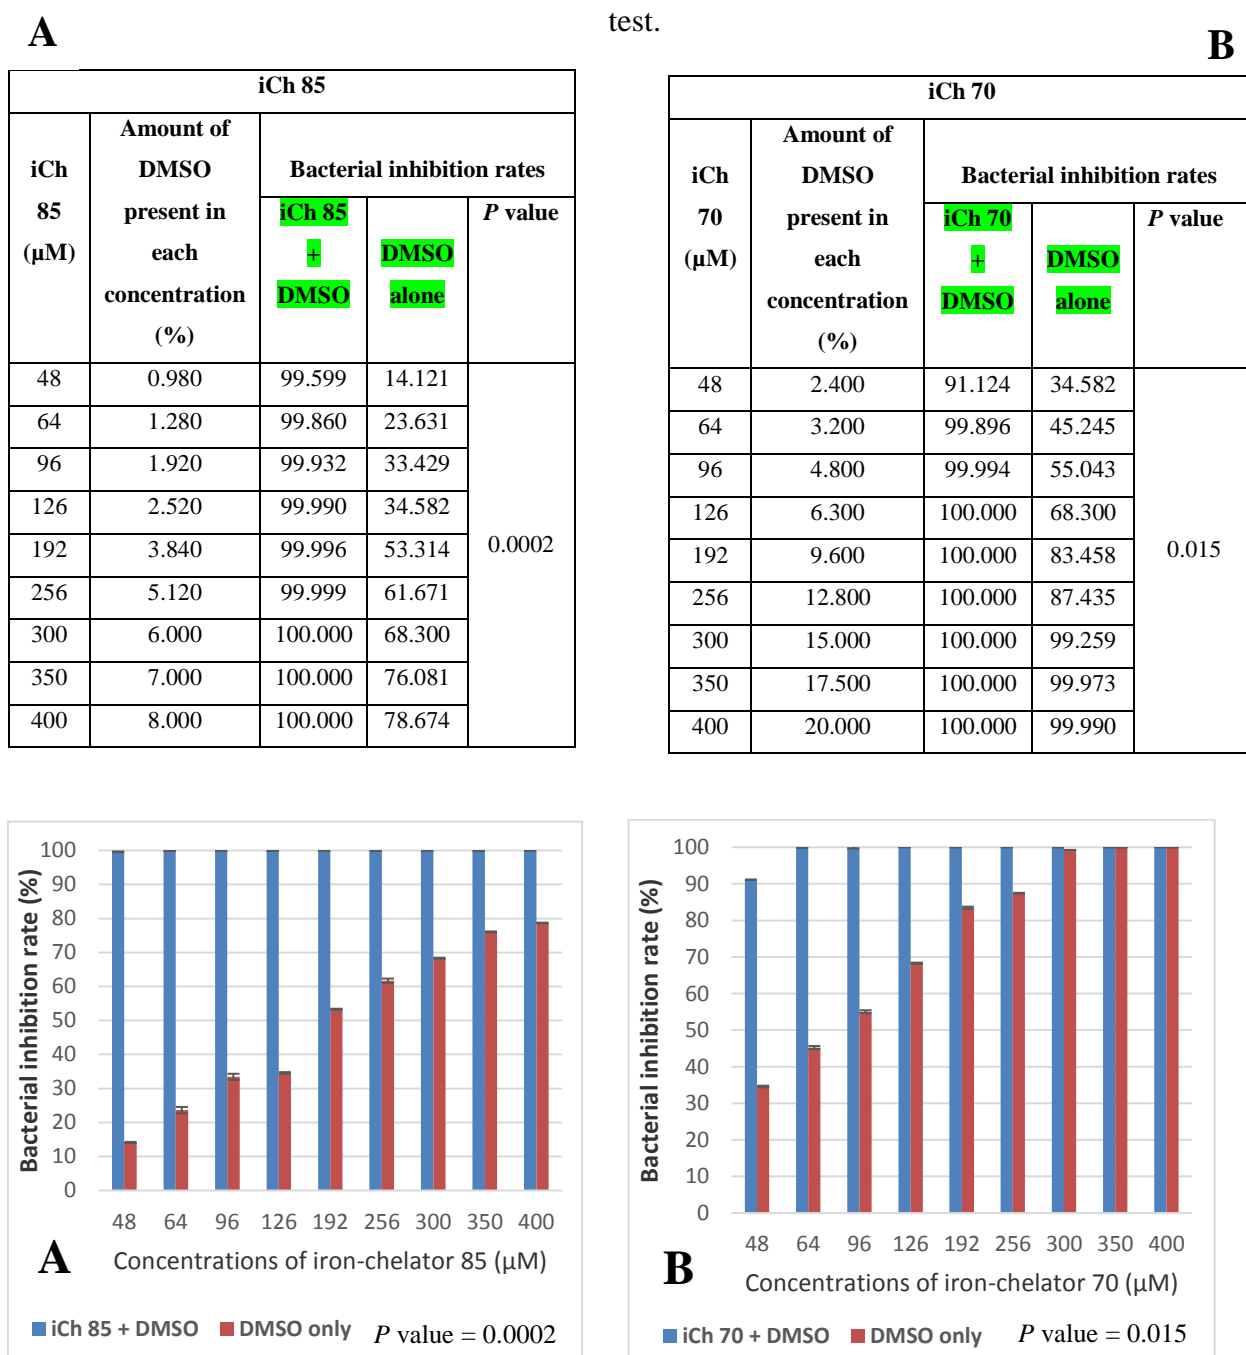 test.
A
iCh 85
iCh 85 (µM) Amount of DMSO present in each concentration (%) Bacterial inhibition rates
iCh 85 + DMSO DMSO alone P value
48 0.980 99.599 14.121
64 1.280 99.860 23.631
96 1.920 99.932 33.429
126 2.520 99.990 34.582
192 3.840 99.996 53.314 0.0002
256 5.120 99.999 61.671
300 6.000 100.000 68.300
350 7.000 100.000 76.081
400 8.000 100.000 78.674
B
iCh 70
iCh 70 (µM) Amount of DMSO present in each concentration (%) Bacterial inhibition rates
iCh 70 + DMSO DMSO alone P value
48 2.400 91.124 34.582
64 3.200 99.896 45.245
96 4.800 99.994 55.043
126 6.300 100.000 68.300
192 9.600 100.000 83.458 0.015
256 12.800 100.000 87.435
300 15.000 100.000 99.259
350 17.500 100.000 99.973
400 20.000 100.000 99.990
Bacterial inhibition rate (%)
100
90
80
70
60
50
40
30
20
10
0
48 64 96 126 192 256 300 350 400
A Concentrations of iron-chelator 85 (µM)
iCh 85 + DMSO DMSO only P value = 0.0002
Bacterial inhibition rate (%)
100
90
80
70
60
50
40
30
20
10
0
48 64 96 126 192 256 300 350 400
B Concentrations of iron-chelator 70 (µM)
iCh 70 + DMSO DMSO only P value = 0.015